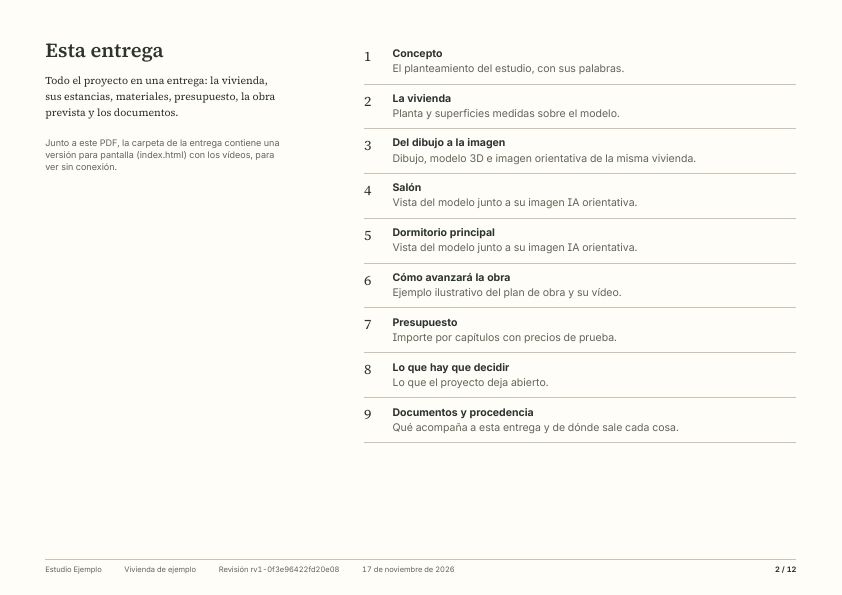 Esta entrega
Todo el proyecto en una entrega: la vivienda,
sus estancias, materiales, presupuesto, la obra
prevista y los documentos.
Junto a este PDF, la carpeta de la entrega contiene una
versión para pantalla (index.html) con los vídeos, para
ver sin conexión.
1 Concepto
El planteamiento del estudio, con sus palabras.
2 La vivienda
Planta y superficies medidas sobre el modelo.
3 Del dibujo a la imagen
Dibujo, modelo 3D e imagen orientativa de la misma vivienda.
4 Salón
Vista del modelo junto a su imagen IA orientativa.
5 Dormitorio principal
Vista del modelo junto a su imagen IA orientativa.
6 Cómo avanzará la obra
Ejemplo ilustrativo del plan de obra y su vídeo.
7 Presupuesto
Importe por capítulos con precios de prueba.
8 Lo que hay que decidir
Lo que el proyecto deja abierto.
9 Documentos y procedencia
Qué acompaña a esta entrega y de dónde sale cada cosa.
Estudio Ejemplo Vivienda de ejemplo Revisión rv1-0f3e96422fd20e08 17 de noviembre de 2026 2 / 12